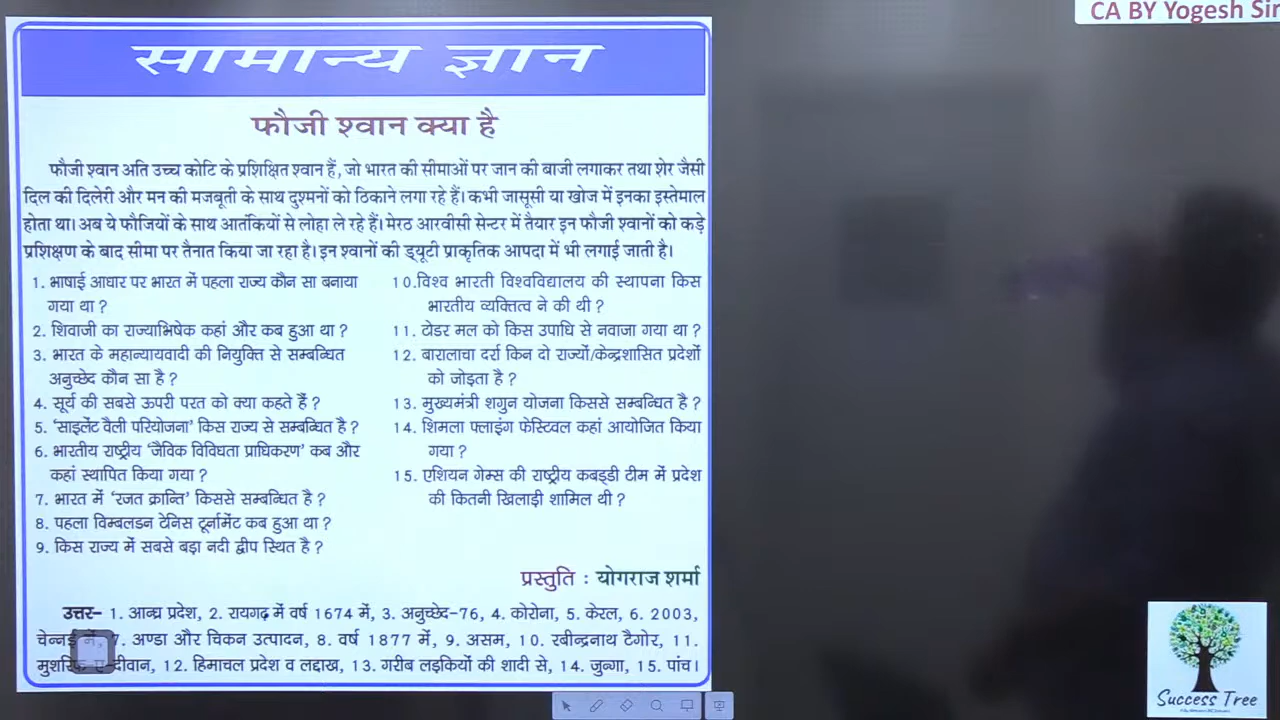 CA BY Yogesh
सामान्य ज्ञान
फौजी श्वान क्या है
फौजी श्वान अति उच्च कोटि के प्रशिक्षित श्वान हैं, जो भारत की सीमाओं पर जान की बाजी लगाकर तथा शेर जैसी
दिल की दिलेरी और मन की मजबूती के साथ दुश्मनों को ठिकाने लगा रहे हैं। कभी जासूसी या खोज में इनका इस्तेमाल
होता था। अब ये फौजियों के साथ आतंकियों से लोहा ले रहे हैं। मेरठ आरवीसी सेन्टर में तैयार इन फौजी श्वानों को कड़े
प्रशिक्षण के बाद सीमा पर तैनात किया जा रहा है। इन श्वानों की ड्यूटी प्राकृतिक आपदा में भी लगाई जाती है।
1. भाषाई आधार पर भारत में पहला राज्य कौन सा बनाया
गया था ?
2. शिवाजी का राज्याभिषेक कहां और कब हुआ था ?
3. भारत के महान्यायवादी की नियुक्ति से सम्बन्धित
अनुच्छेद कौन सा है ?
4. सूर्य की सबसे ऊपरी परत को क्या कहते हैं ?
5. ‘साइलेंट वैली परियोजना’ किस राज्य से सम्बन्धित है ?
6. भारतीय राष्ट्रीय ‘जैविक विविधता प्राधिकरण’ कब और
कहां स्थापित किया गया ?
7. भारत में ‘रजत क्रान्ति’ किससे सम्बन्धित है ?
8. पहला विम्बलडन टेनिस टूर्नामेंट कब हुआ था ?
9. किस राज्य में सबसे बड़ा नदी द्वीप स्थित है ?
10.विश्व भारती विश्वविद्यालय की स्थापना किस
भारतीय व्यक्तित्व ने की थी ?
11. टोडर मल को किस उपाधि से नवाजा गया था ?
12. बारालाचा दर्रा किन दो राज्यों/केन्द्रशासित प्रदेशों
को जोड़ता है ?
13. मुख्यमंत्री शगुन योजना किससे सम्बन्धित है ?
14. शिमला फ्लाइंग फेस्टिवल कहां आयोजित किया
गया ?
15. एशियन गेम्स की राष्ट्रीय कबड्डी टीम में प्रदेश
की कितनी खिलाड़ी शामिल थी ?
प्रस्तुति : योगराज शर्मा
उत्तर- 1. आन्ध्र प्रदेश, 2. रायगढ़ में वर्ष 1674 में, 3. अनुच्छेद-76, 4. कोरोना, 5. केरल, 6. 2003,
चेन्नई में, 7. अण्डा और चिकन उत्पादन, 8. वर्ष 1877 में, 9. असम, 10. रबीन्द्रनाथ टैगोर, 11.
मुशरिफ-ए-दीवान, 12. हिमाचल प्रदेश व लद्दाख, 13. गरीब लड़कियों की शादी से, 14. जुन्गा, 15. पांच।
Success Tree